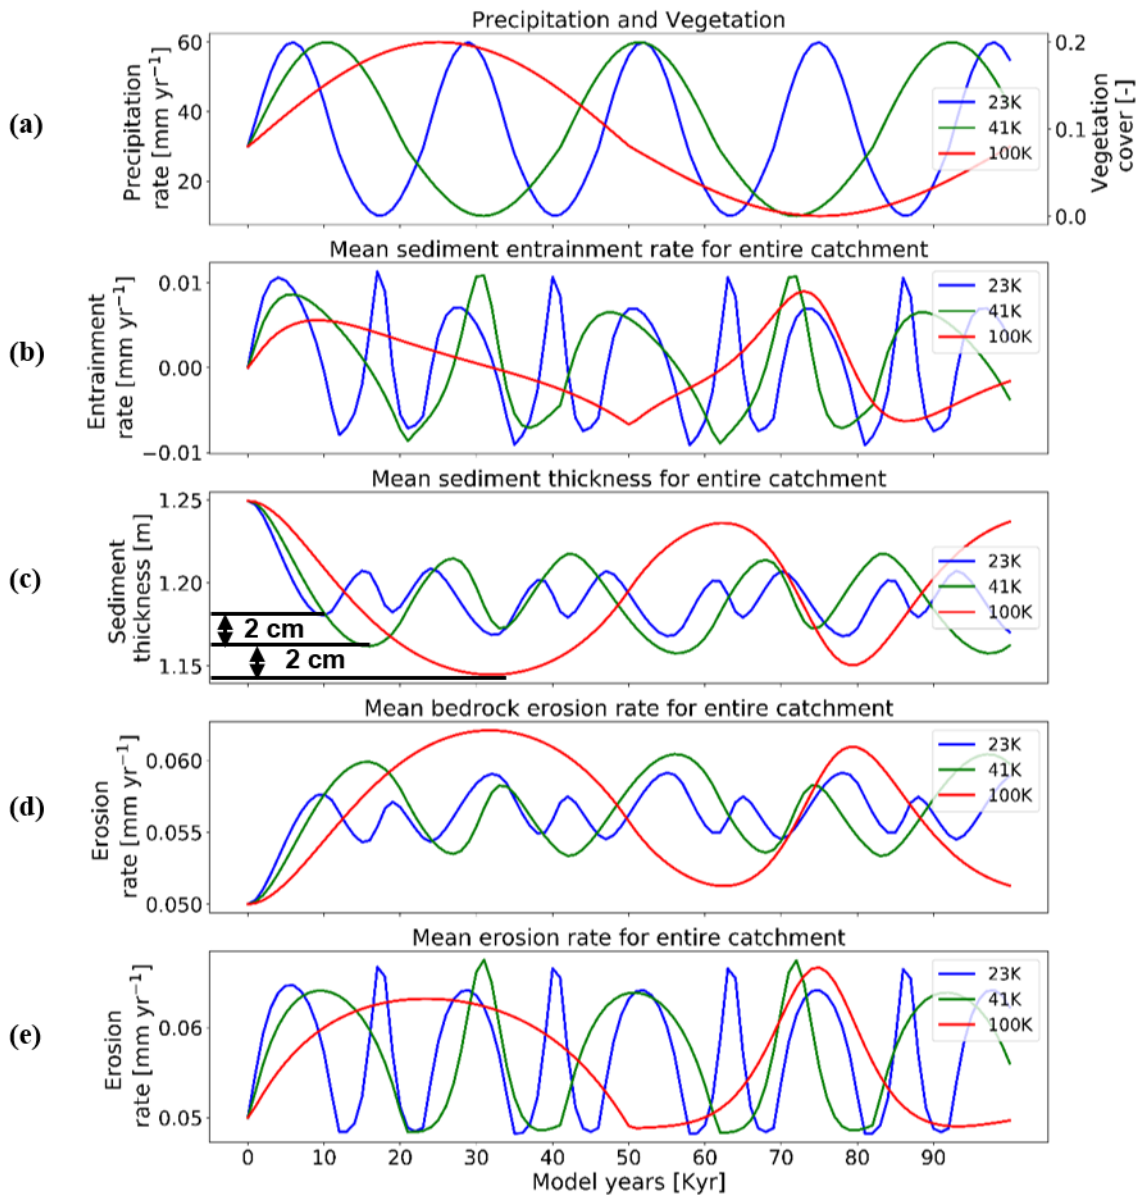 Precipitation and Vegetation
(a)
Precipitation
rate [mm yr⁻¹]
60
40
20
0.2
0.1
0.0
Vegetation
cover [-]
23K
41K
100K
Mean sediment entrainment rate for entire catchment
(b)
Entrainment
rate [mm yr⁻¹]
0.01
0.00
−0.01
23K
41K
100K
Mean sediment thickness for entire catchment
(c)
Sediment
thickness [m]
1.25
1.20
1.15
2 cm
2 cm
23K
41K
100K
Mean bedrock erosion rate for entire catchment
(d)
Erosion
rate [mm yr⁻¹]
0.060
0.055
0.050
23K
41K
100K
Mean erosion rate for entire catchment
(e)
Erosion
rate [mm yr⁻¹]
0.06
0.05
23K
41K
100K
0 10 20 30 40 50 60 70 80 90
Model years [Kyr]